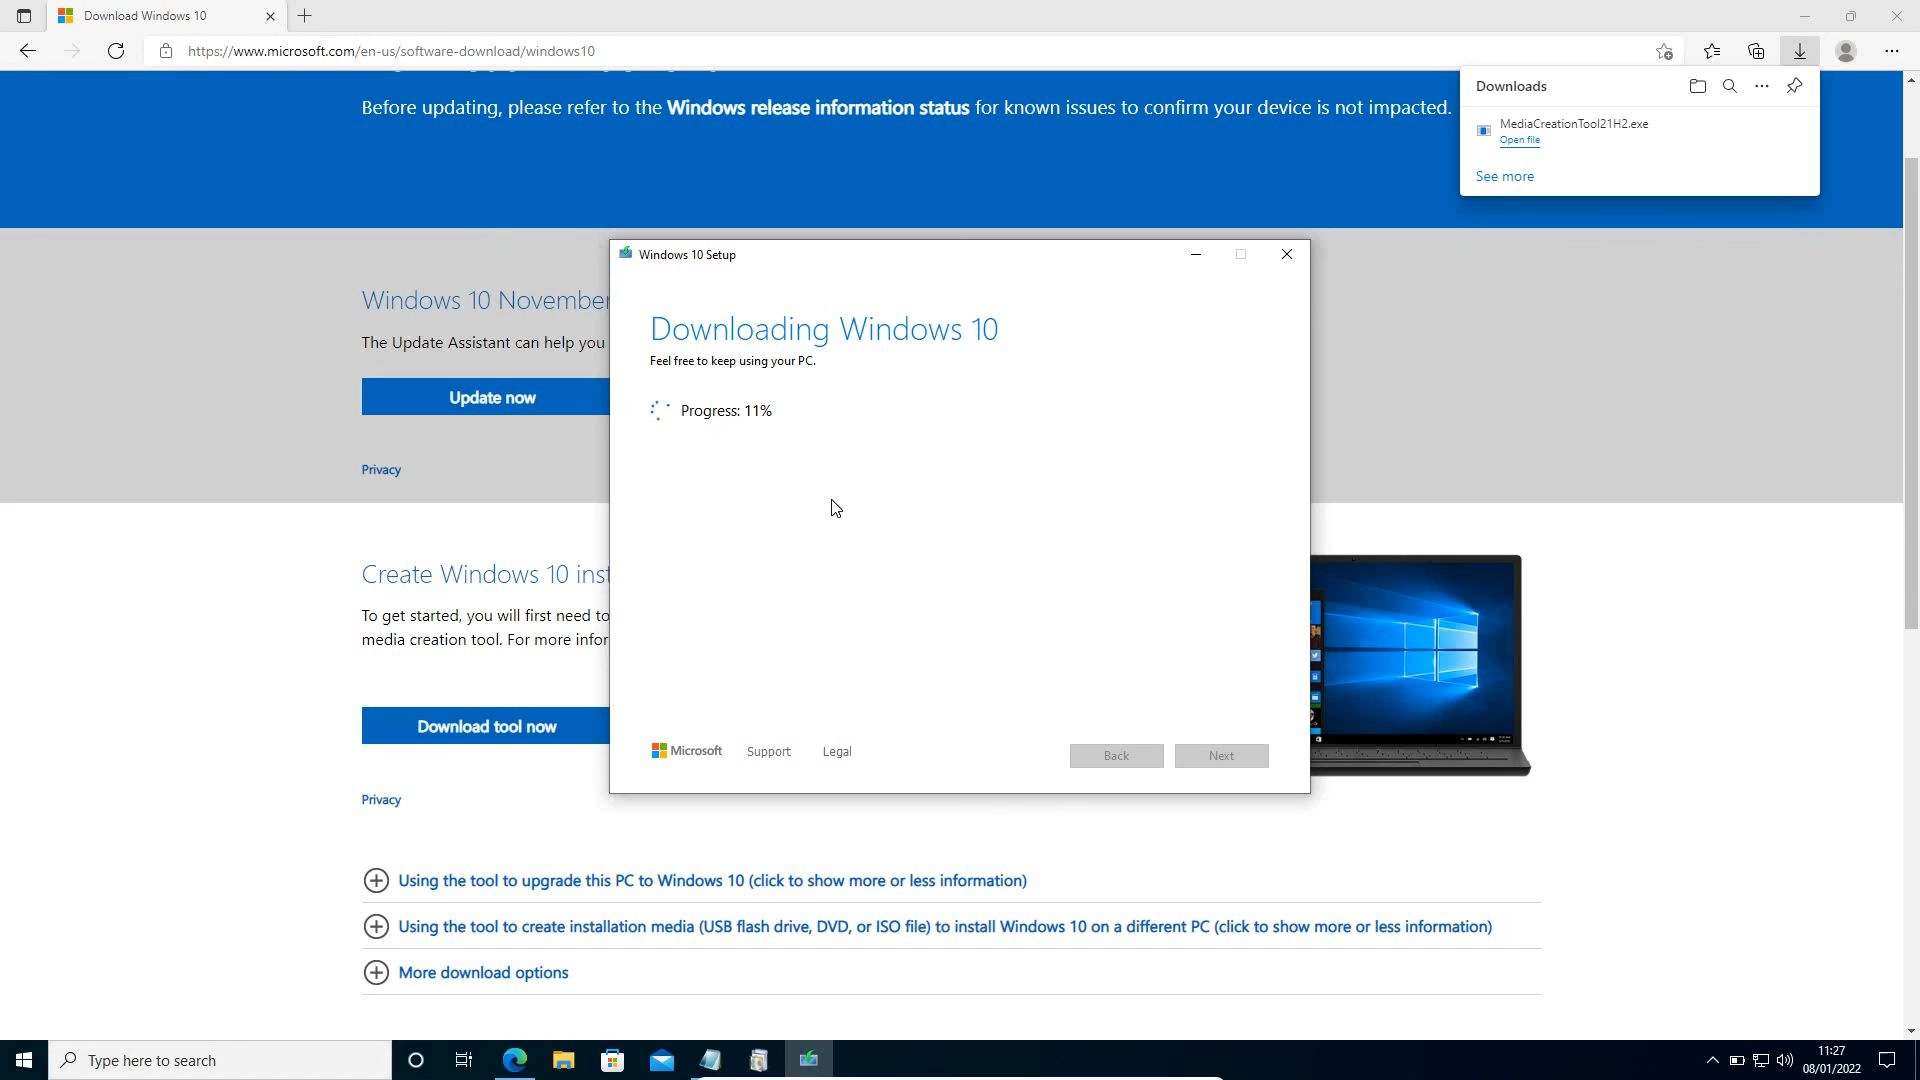 Download Windows 10
https://www.microsoft.com/en-us/software-download/windows10
Before updating, please refer to the Windows release information status for known issues to confirm your device is not impacted.
Downloads
MediaCreationTool21H2.exe
Open file
See more
Windows 10 November
The Update Assistant can help you
Update now
Privacy
Windows 10 Setup
Downloading Windows 10
Feel free to keep using your PC.
Progress: 11%
Microsoft
Support
Legal
Back
Next
Create Windows 10 inst
To get started, you will first need to
media creation tool. For more infor
Download tool now
Privacy
Using the tool to upgrade this PC to Windows 10 (click to show more or less information)
Using the tool to create installation media (USB flash drive, DVD, or ISO file) to install Windows 10 on a different PC (click to show more or less information)
More download options
Type here to search
11:27
08/01/2022